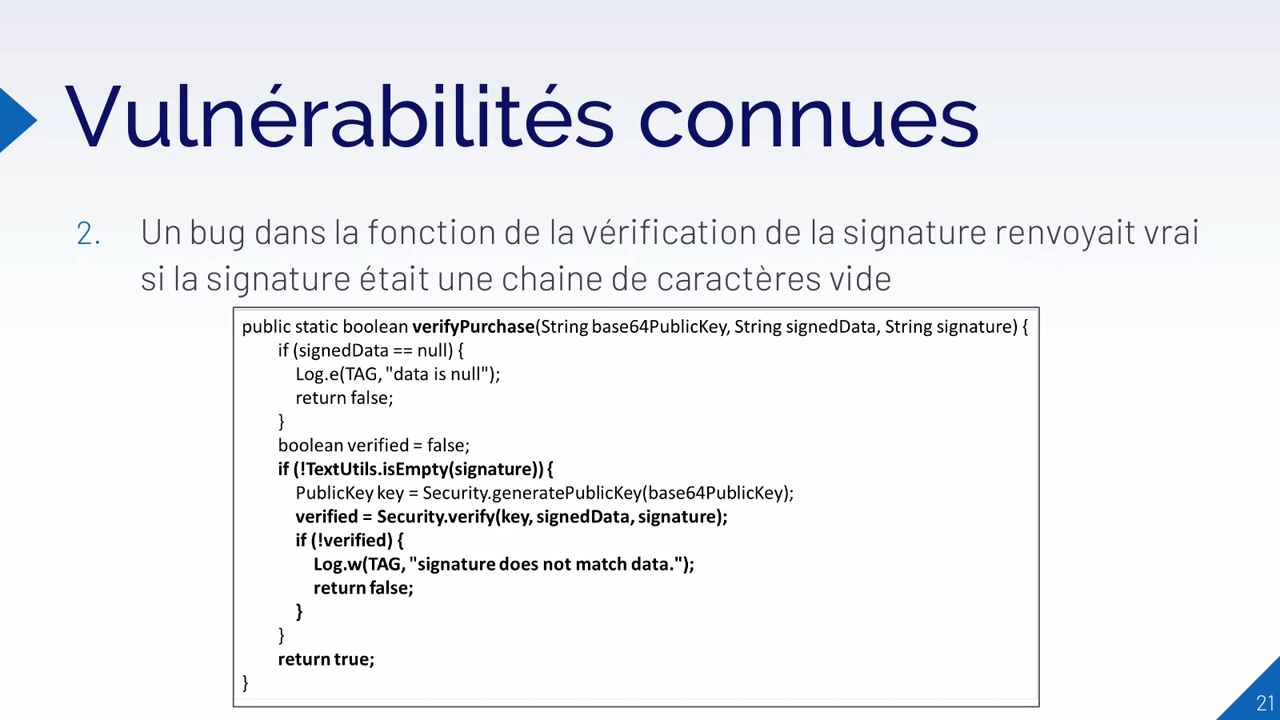 Vulnérabilités connues
2. Un bug dans la fonction de la vérification de la signature renvoyait vrai
si la signature était une chaine de caractères vide
public static boolean verifyPurchase(String base64PublicKey, String signedData, String signature) {
if (signedData == null) {
Log.e(TAG, "data is null");
return false;
}
boolean verified = false;
if (!TextUtils.isEmpty(signature)) {
PublicKey key = Security.generatePublicKey(base64PublicKey);
verified = Security.verify(key, signedData, signature);
if (!verified) {
Log.w(TAG, "signature does not match data.");
return false;
}
}
return true;
}
21